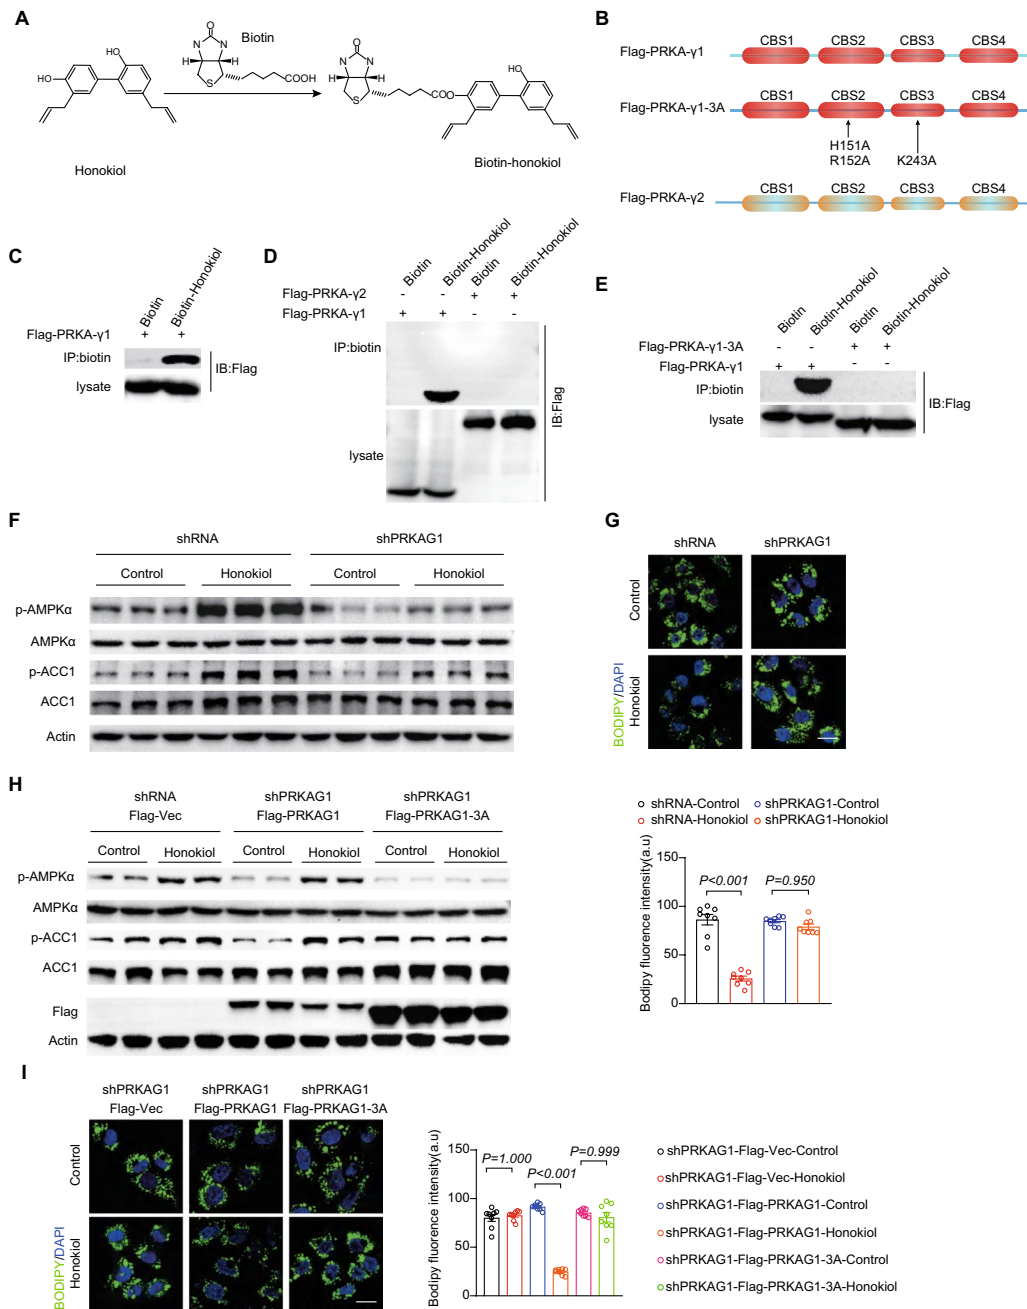 A
HO
HO
Honokiol
O
N
N
H
H
S
COOH
Biotin
O
N
N
H
H
S
COO
HO
Biotin-honokiol
B
Flag-PRKA-γ1
CBS1 CBS2 CBS3 CBS4
Flag-PRKA-γ1-3A
CBS1 CBS2 CBS3 CBS4
H151A
R152A
K243A
Flag-PRKA-γ2
CBS1 CBS2 CBS3 CBS4
C
Biotin
Biotin-Honokiol
Flag-PRKA-γ1 + +
IP:biotin
lysate
IB:Flag
D
Biotin
Biotin-Honokiol
Biotin
Biotin-Honokiol
Flag-PRKA-γ2 - - + +
Flag-PRKA-γ1 + + - -
IP:biotin
lysate
IB:Flag
E
Biotin
Biotin-Honokiol
Biotin
Biotin-Honokiol
Flag-PRKA-γ1-3A - - + +
Flag-PRKA-γ1 + + - -
IP:biotin
lysate
IB:Flag
F
shRNA shPRKAG1
Control Honokiol Control Honokiol
p-AMPKα
AMPKα
p-ACC1
ACC1
Actin
G
shRNA shPRKAG1
Control
Honokiol
BODIPY/DAPI
shRNA-Control shPRKAG1-Control
shRNA-Honokiol shPRKAG1-Honokiol
Bodipy fluorence intensity(a.u)
150
100
50
0
P<0.001
P=0.950
H
shRNA shPRKAG1 shPRKAG1
Flag-Vec Flag-PRKAG1 Flag-PRKAG1-3A
Control Honokiol Control Honokiol Control Honokiol
p-AMPKα
AMPKα
p-ACC1
ACC1
Flag
Actin
I
shPRKAG1 shPRKAG1 shPRKAG1
Flag-Vec Flag-PRKAG1 Flag-PRKAG1-3A
Control
Honokiol
BODIPY/DAPI
Bodipy fluorence intensity(a.u)
150
100
50
0
P=1.000
P<0.001
P=0.999
shPRKAG1-Flag-Vec-Control
shPRKAG1-Flag-Vec-Honokiol
shPRKAG1-Flag-PRKAG1-Control
shPRKAG1-Flag-PRKAG1-Honokiol
shPRKAG1-Flag-PRKAG1-3A-Control
shPRKAG1-Flag-PRKAG1-3A-Honokiol